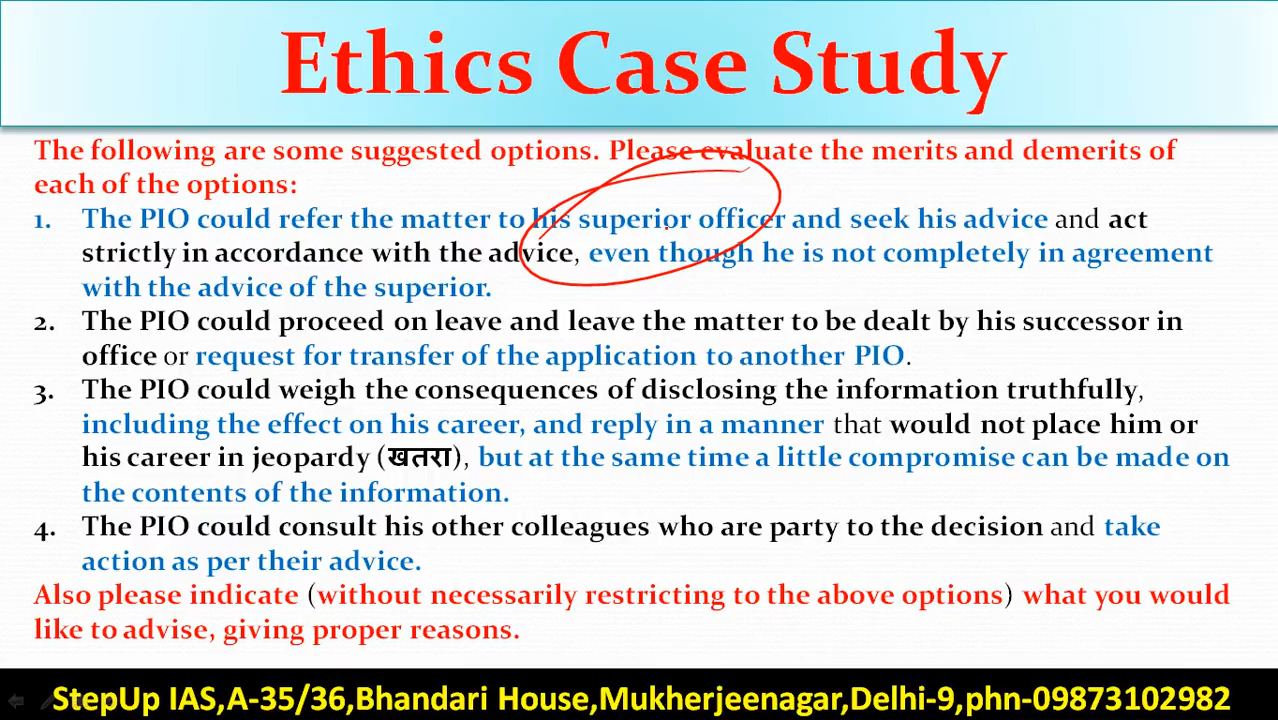 Ethics Case Study
The following are some suggested options. Please evaluate the merits and demerits of
each of the options:
1. The PIO could refer the matter to his superior officer and seek his advice and act
strictly in accordance with the advice, even though he is not completely in agreement
with the advice of the superior.
2. The PIO could proceed on leave and leave the matter to be dealt by his successor in
office or request for transfer of the application to another PIO.
3. The PIO could weigh the consequences of disclosing the information truthfully,
including the effect on his career, and reply in a manner that would not place him or
his career in jeopardy (खतरा), but at the same time a little compromise can be made on
the contents of the information.
4. The PIO could consult his other colleagues who are party to the decision and take
action as per their advice.
Also please indicate (without necessarily restricting to the above options) what you would
like to advise, giving proper reasons.
StepUp IAS,A-35/36,Bhandari House,Mukherjeenagar,Delhi-9,phn-09873102982